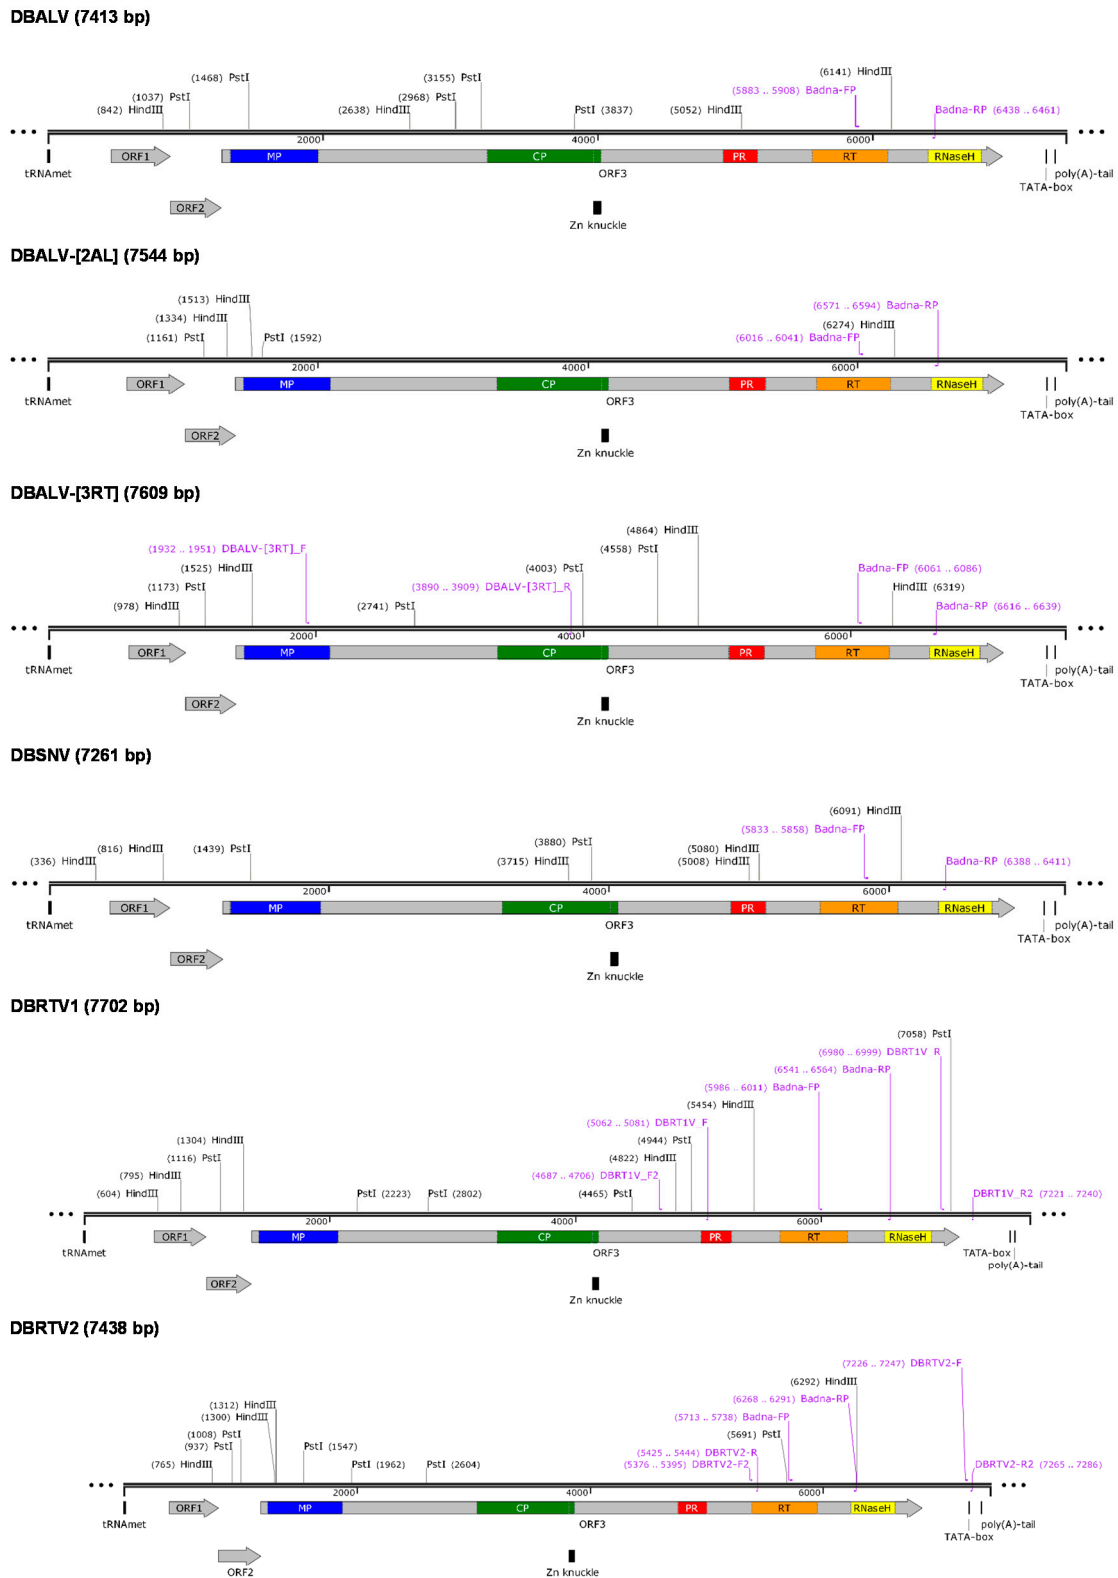 DBALV (7413 bp)
(6141) HindIII
(1468) PstI
(3155) PstI
(5883 .. 5908) Badna-FP
(1037) PstI
(2968) PstI
(842) HindIII
(2638) HindIII
PstI (3837)
(5052) HindIII
Badna-RP (6438 .. 6461)
2000
4000
6000
ORF1
MP
CP
PR
RT
RNaseH
tRNAmet
ORF3
poly(A)-tail
TATA-box
ORF2
Zn knuckle
DBALV-[2AL] (7544 bp)
(1513) HindIII
(6571 .. 6594) Badna-RP
(1334) HindIII
(6274) HindIII
(1161) PstI
PstI (1592)
(6016 .. 6041) Badna-FP
2000
4000
6000
ORF1
MP
CP
PR
RT
RNaseH
tRNAmet
ORF3
poly(A)-tail
TATA-box
ORF2
Zn knuckle
DBALV-[3RT] (7609 bp)
(4864) HindIII
(1932 .. 1951) DBALV-[3RT]_F
(4558) PstI
(1525) HindIII
(4003) PstI
Badna-FP (6061 .. 6086)
(1173) PstI
(3890 .. 3909) DBALV-[3RT]_R
HindIII (6319)
(978) HindIII
(2741) PstI
Badna-RP (6616 .. 6639)
2000
4000
6000
ORF1
MP
CP
PR
RT
RNaseH
tRNAmet
ORF3
poly(A)-tail
TATA-box
ORF2
Zn knuckle
DBSNV (7261 bp)
(6091) HindIII
(5833 .. 5858) Badna-FP
(3880) PstI
(816) HindIII
(1439) PstI
(5080) HindIII
(336) HindIII
(3715) HindIII
(5008) HindIII
Badna-RP (6388 .. 6411)
2000
4000
6000
ORF1
MP
CP
PR
RT
RNaseH
tRNAmet
ORF3
poly(A)-tail
TATA-box
ORF2
Zn knuckle
DBRTV1 (7702 bp)
(7058) PstI
(6980 .. 6999) DBRT1V_R
(6541 .. 6564) Badna-RP
(5986 .. 6011) Badna-FP
(5454) HindIII
(5062 .. 5081) DBRT1V_F
(1304) HindIII
(4944) PstI
(1116) PstI
(4822) HindIII
(795) HindIII
(4687 .. 4706) DBRT1V_F2
(604) HindIII
PstI (2223)
PstI (2802)
(4465) PstI
DBRT1V_R2 (7221 .. 7240)
2000
4000
6000
ORF1
MP
CP
PR
RT
RNaseH
tRNAmet
ORF3
TATA-box
poly(A)-tail
ORF2
Zn knuckle
DBRTV2 (7438 bp)
(7226 .. 7247) DBRTV2-F
(6292) HindIII
(6268 .. 6291) Badna-RP
(1312) HindIII
(1300) HindIII
(5713 .. 5738) Badna-FP
(1008) PstI
(5691) PstI
(937) PstI
PstI (1547)
(5425 .. 5444) DBRTV2-R
(765) HindIII
PstI (1962)
PstI (2604)
(5376 .. 5395) DBRTV2-F2
DBRTV2-R2 (7265 .. 7286)
2000
4000
6000
ORF1
MP
CP
PR
RT
RNaseH
tRNAmet
ORF3
poly(A)-tail
TATA-box
ORF2
Zn knuckle